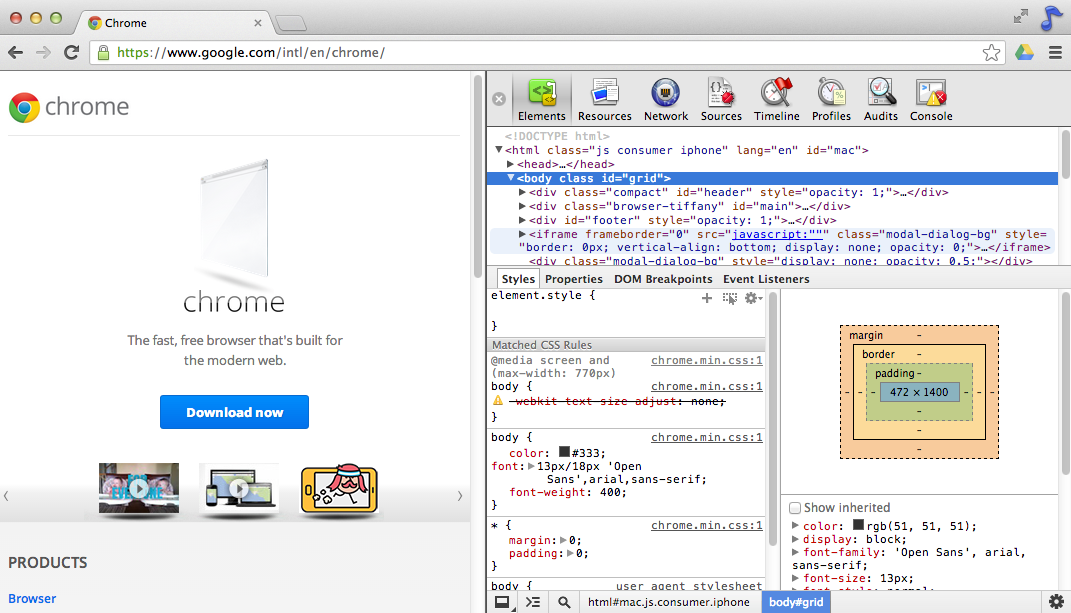 Chrome
https://www.google.com/intl/en/chrome/
chrome
chrome
The fast, free browser that's built for
the modern web.
Download now
PRODUCTS
Browser
Elements
Resources
Network
Sources
Timeline
Profiles
Audits
Console
<!DOCTYPE html>
<html class="js consumer iphone" lang="en" id="mac">
<head>…</head>
<body class id="grid">
<div class="compact" id="header" style="opacity: 1;">…</div>
<div class="browser-tiffany" id="main">…</div>
<div id="footer" style="opacity: 1;">…</div>
<iframe frameborder="0" src="javascript:""" class="modal-dialog-bg" style=
"border: 0px; vertical-align: bottom; display: none; opacity: 0;">…</iframe>
<div class="modal-dialog-bg" style="display: none; opacity: 0.5;"></div>
Styles
Properties
DOM Breakpoints
Event Listeners
element.style {
}
Matched CSS Rules
@media screen and
chrome.min.css:1
(max-width: 770px)
body {
chrome.min.css:1
-webkit-text-size-adjust: none;
}
body {
chrome.min.css:1
color: #333;
font: 13px/18px 'Open
Sans',arial,sans-serif;
font-weight: 400;
}
* {
chrome.min.css:1
margin: 0;
padding: 0;
}
body {
user agent stylesheet
margin -
border -
padding -
- - - 472 × 1400 - - -
-
-
-
Show inherited
color: rgb(51, 51, 51);
display: block;
font-family: 'Open Sans', arial,
sans-serif;
font-size: 13px;
font-style: normal;
html#mac.js.consumer.iphone
body#grid